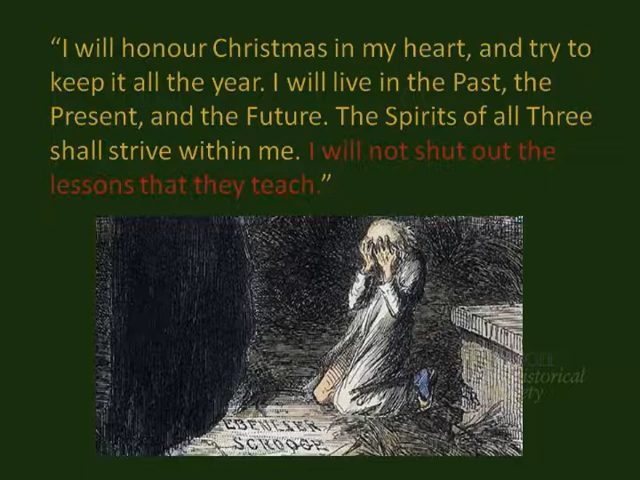 “I will honour Christmas in my heart, and try to
keep it all the year. I will live in the Past, the
Present, and the Future. The Spirits of all Three
shall strive within me. I will not shut out the
lessons that they teach.”
EBENEZER
SCROOGE